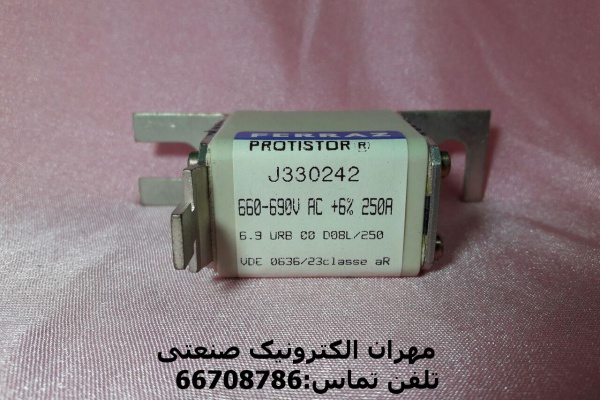 FERRAZ
PROTISTOR (R)
J330242
660-690V AC +6% 250A
6.9 URB 00 D08L/250
VDE 0636/23classe aR
مهران الکترونیک صنعتی
تلفن تماس:66708786